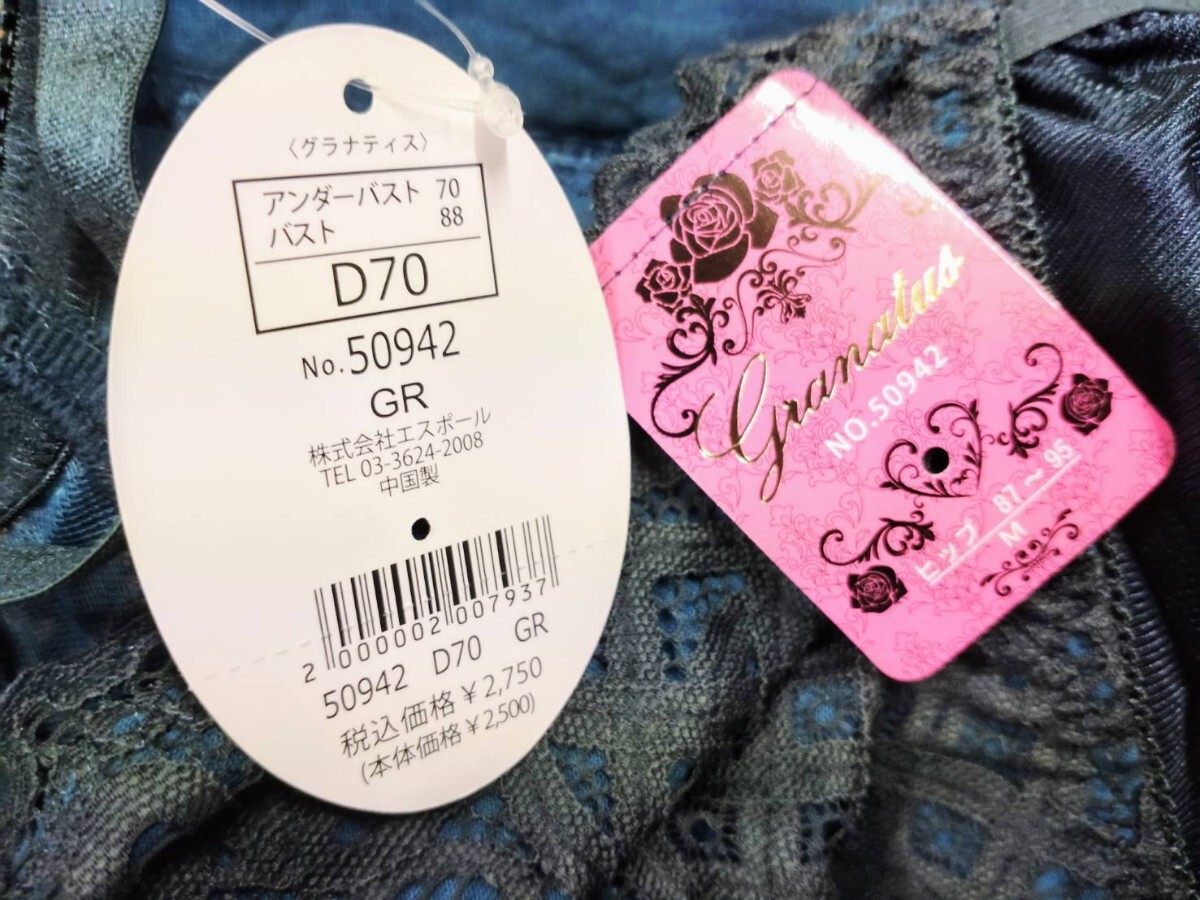 〈グラナティス〉
アンダーバスト 70
バスト 88
D70
No.50942
GR
株式会社エスポール
TEL 03-3624-2008
中国製
2 000002 007937
50942 D70 GR
税込価格￥2,750
(本体価格￥2,500)
Granatus
NO.50942
ヒップ 87～95
M